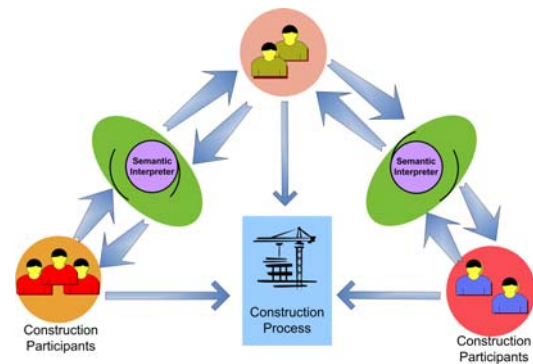 Semantic
Interpreter
Semantic
Interpreter
Construction
Process
Construction
Participants
Construction
Participants